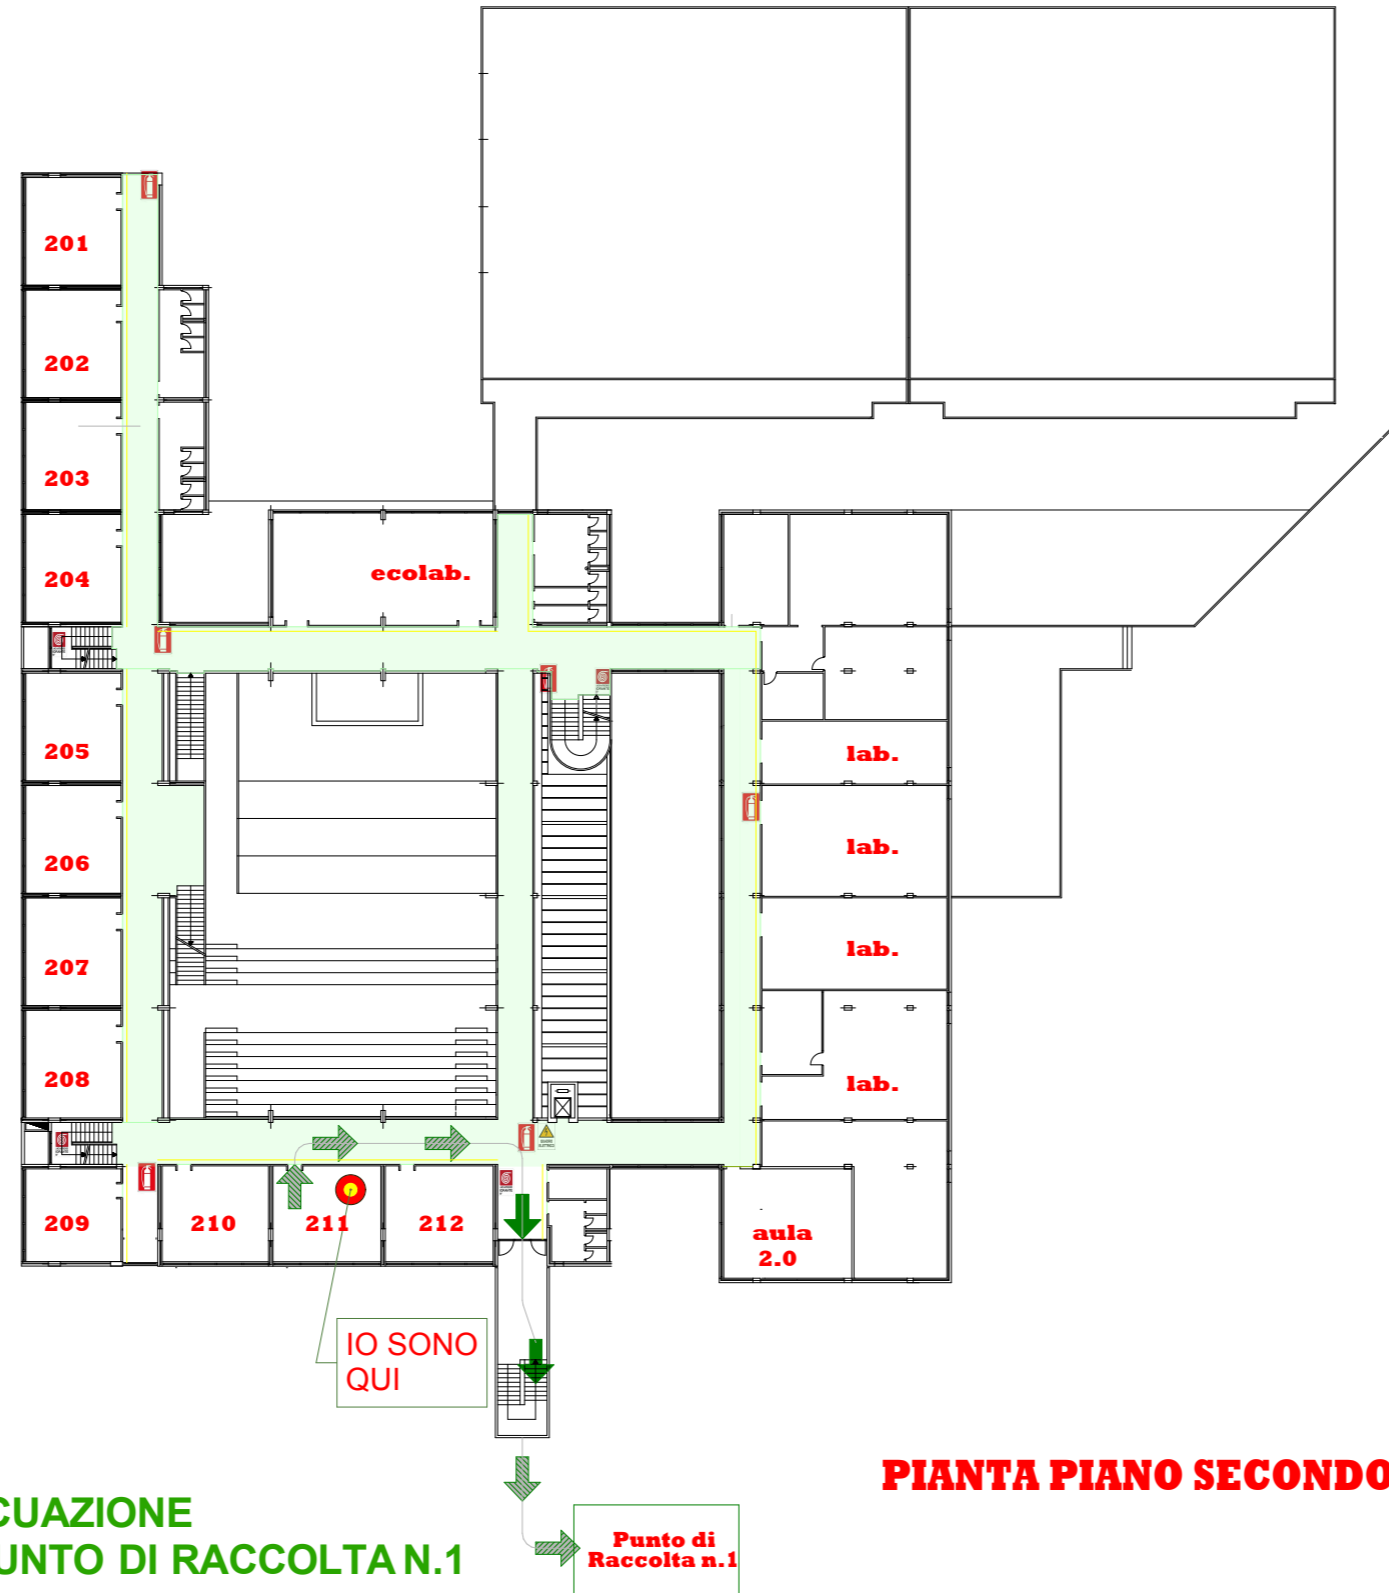 201
202
203
204
ecolab.
205
lab.
206
lab.
207
lab.
208
lab.
209
210
211
212
aula
2.0
IO SONO
QUI
PIANTA PIANO SECONDO
CUAZIONE
UNTO DI RACCOLTA N.1
Punto di
Raccolta n.1